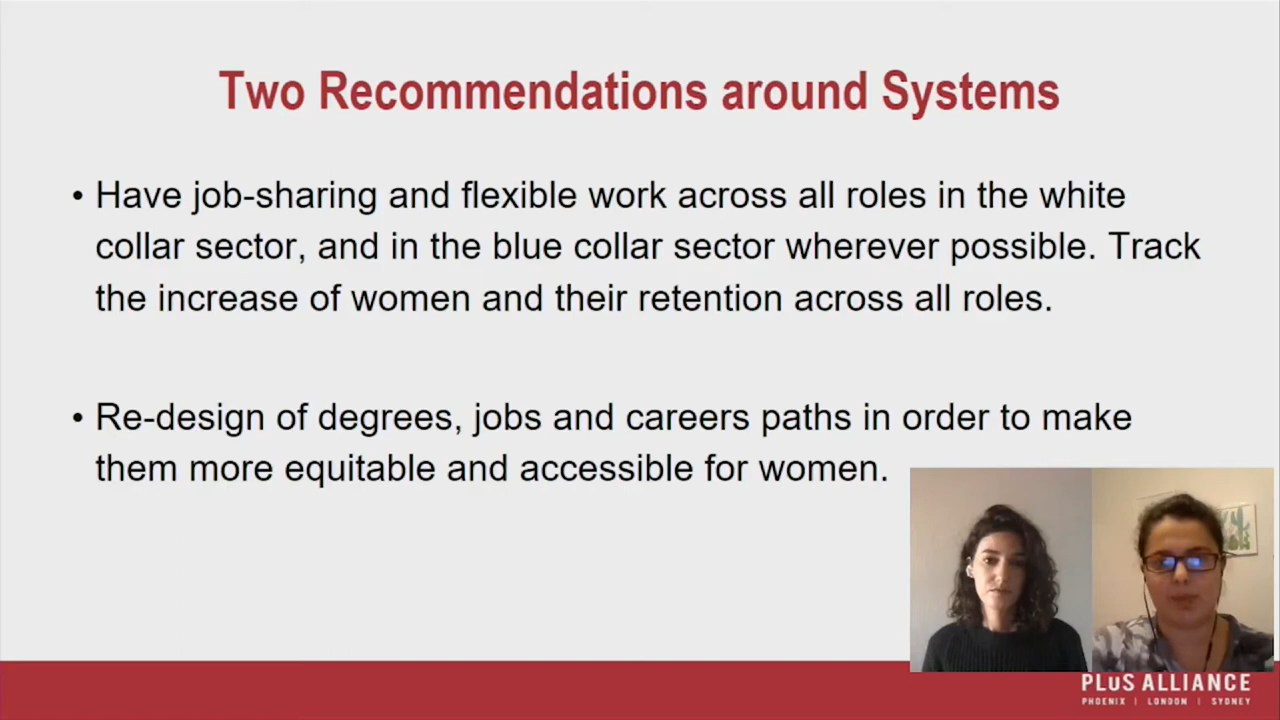 Two Recommendations around Systems
• Have job-sharing and flexible work across all roles in the white
collar sector, and in the blue collar sector wherever possible. Track
the increase of women and their retention across all roles.
• Re-design of degrees, jobs and careers paths in order to make
them more equitable and accessible for women.
PLuS ALLIANCE
PHOENIX | LONDON | SYDNEY